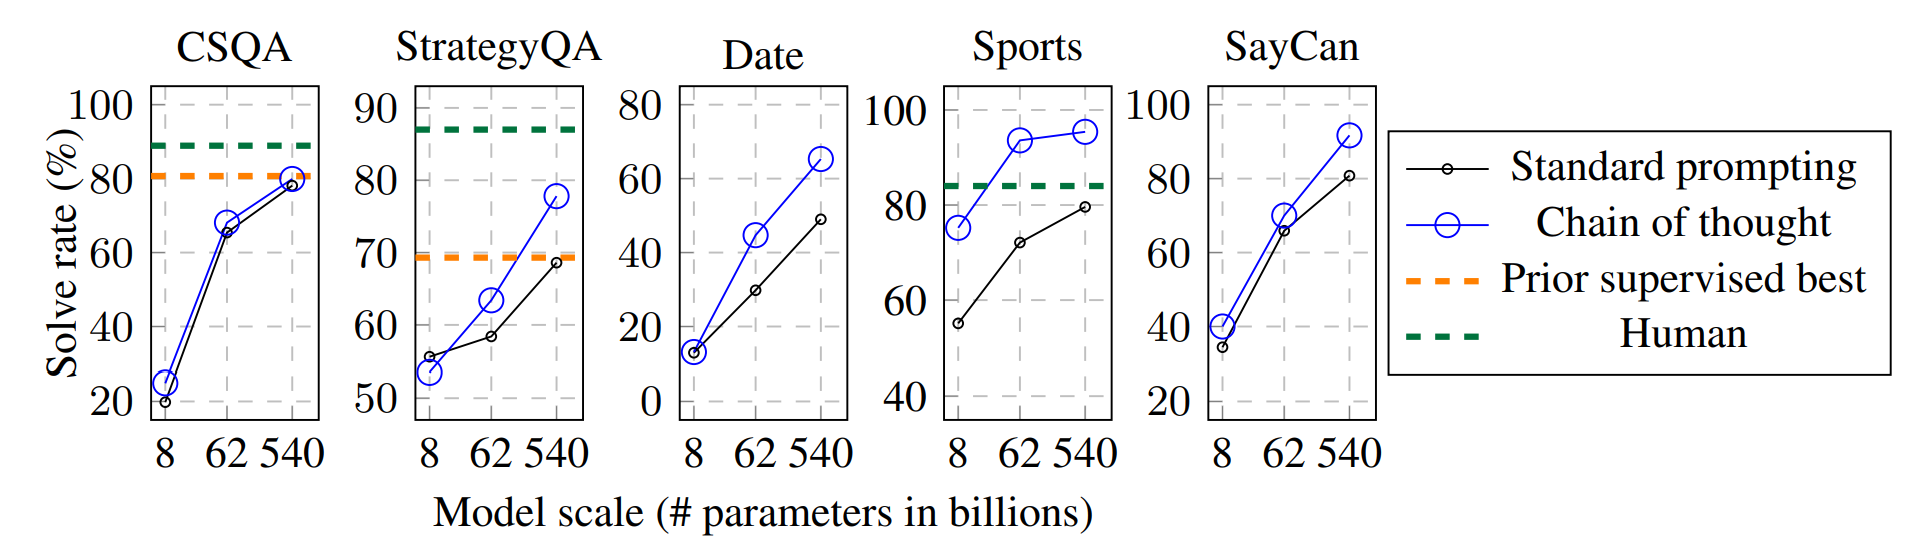 CSQA
StrategyQA
Date
Sports
SayCan
Solve rate (%)
100
80
60
40
20
8 62 540
90
80
70
60
50
8 62 540
80
60
40
20
0
8 62 540
100
80
60
40
8 62 540
100
80
60
40
20
8 62 540
Model scale (# parameters in billions)
Standard prompting
Chain of thought
Prior supervised best
Human